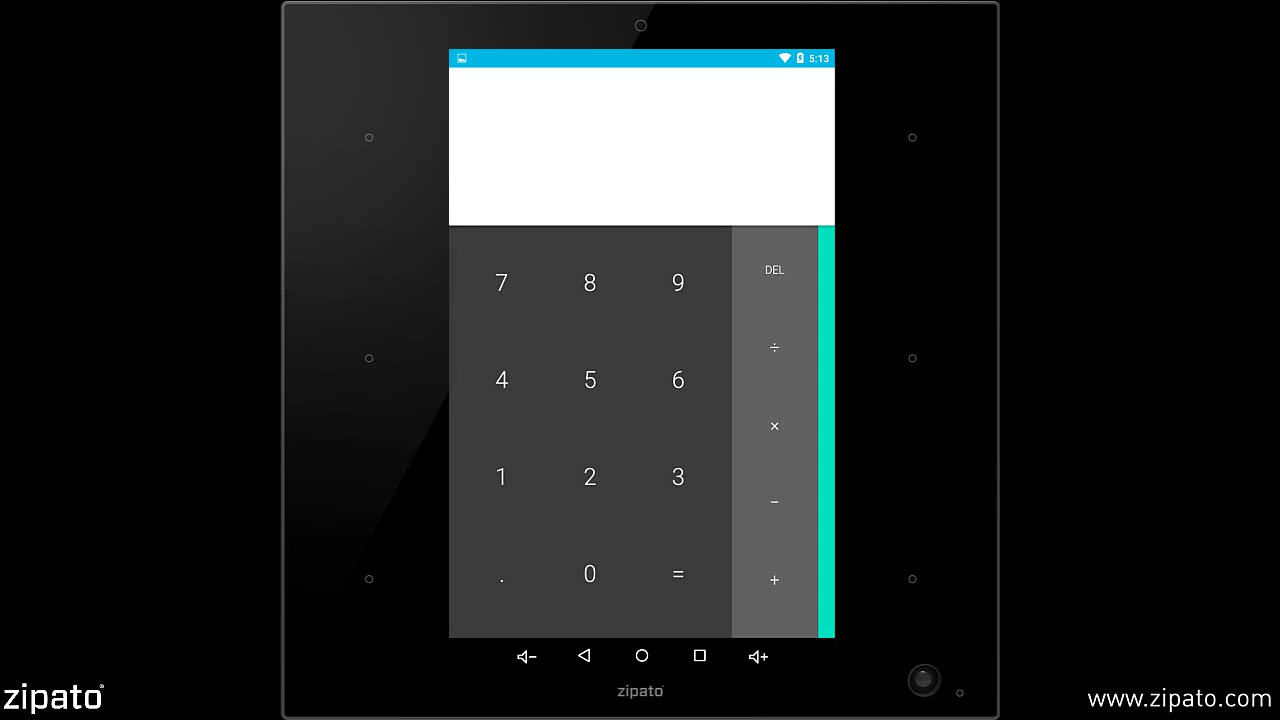 5:13
7 8 9 DEL
÷
4 5 6
×
1 2 3
−
. 0 = +
zipato
zipato®
www.zipato.com